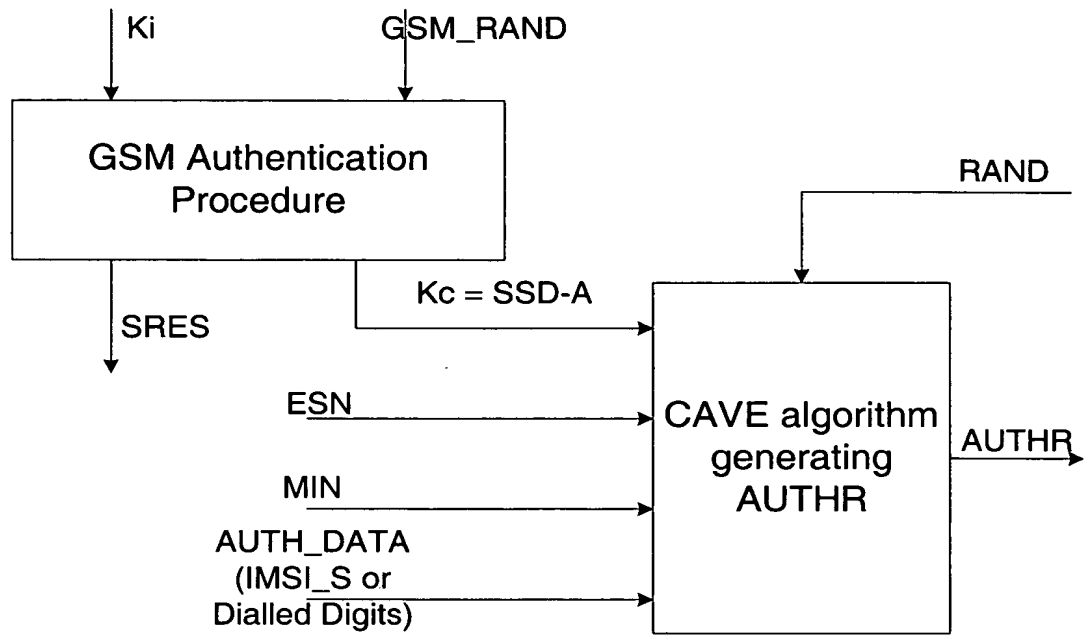 Ki
GSM_RAND
GSM Authentication
Procedure
RAND
Kc = SSD-A
SRES
ESN
CAVE algorithm
generating
AUTHR
AUTHR
MIN
AUTH_DATA
(IMSI_S or
Dialled Digits)